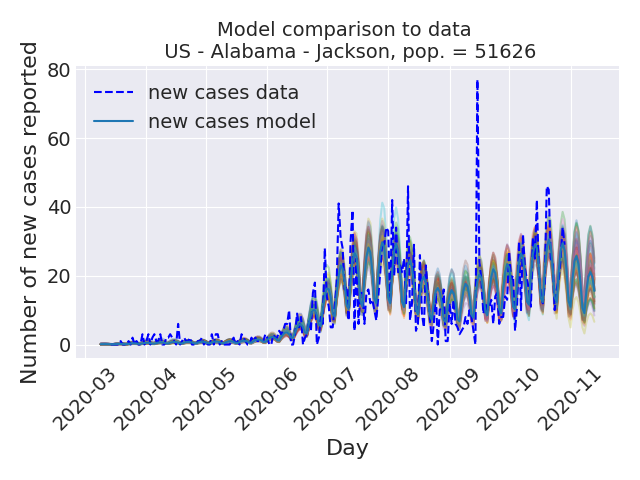 Model comparison to data
US - Alabama - Jackson, pop. = 51626
Number of new cases reported
80
60
40
20
0
new cases data
new cases model
2020-03
2020-04
2020-05
2020-06
2020-07
2020-08
2020-09
2020-10
2020-11
Day